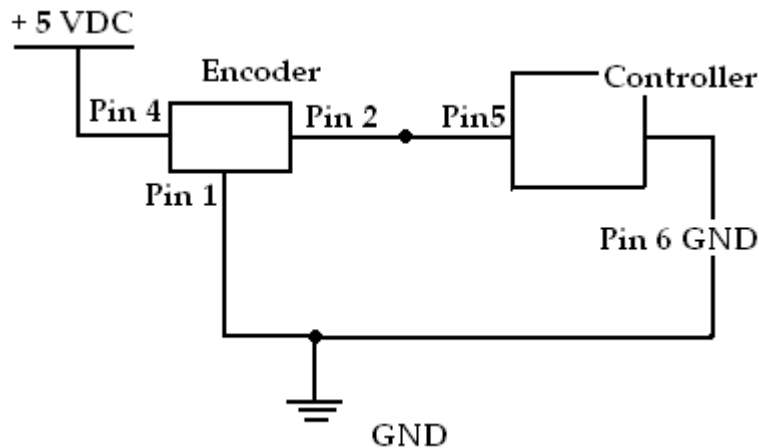 + 5 VDC
Encoder
Controller
Pin 4
Pin 2
Pin5
Pin 1
Pin 6 GND
GND